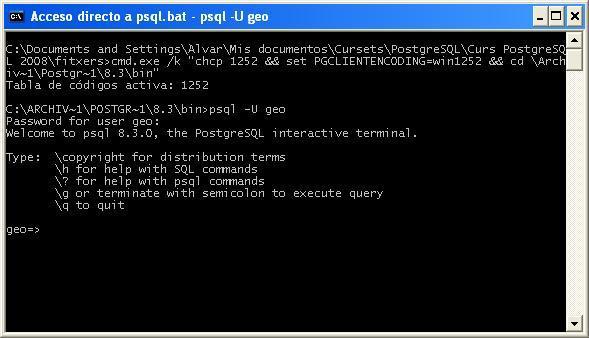 Acceso directo a psql.bat - psql -U geo
C:\Documents and Settings\Alvar\Mis documentos\Cursets\PostgreSQL\Curs PostgreSQ
L 2008\fitxers>cmd.exe /k "chcp 1252 && set PGCLIENTENCODING=win1252 && cd \Arch
iv~1\Postgr~1\8.3\bin"
Tabla de códigos activa: 1252
C:\ARCHIV~1\POSTGR~1\8.3\bin>psql -U geo
Password for user geo:
Welcome to psql 8.3.0, the PostgreSQL interactive terminal.
Type:  \copyright for distribution terms
\h for help with SQL commands
\? for help with psql commands
\g or terminate with semicolon to execute query
\q to quit
geo=>